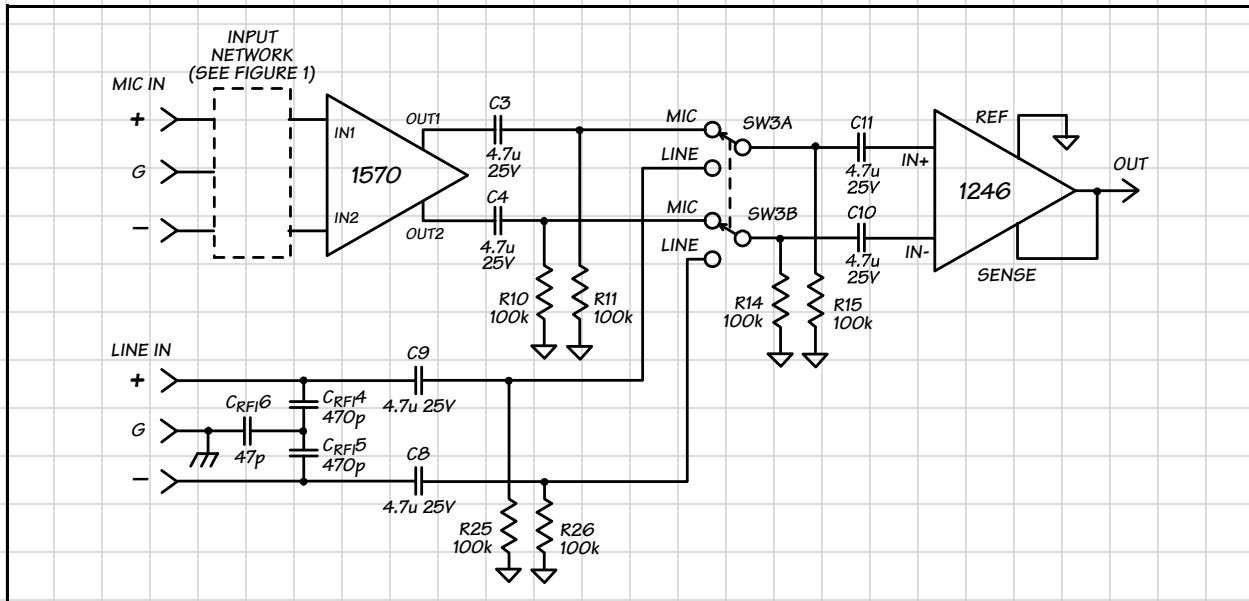 INPUT
NETWORK
(SEE FIGURE 1)
MIC IN
+
G
−
IN1
IN2
1570
OUT1
OUT2
C3
4.7u
25V
C4
4.7u
25V
R10
100k
R11
100k
MIC
LINE
SW3A
MIC
LINE
SW3B
R14
100k
R15
100k
C11
4.7u
25V
C10
4.7u
25V
IN+
IN-
1246
REF
SENSE
OUT
LINE IN
+
G
−
CRFI6
47p
CRFI4
470p
CRFI5
470p
C9
4.7u 25V
C8
4.7u 25V
R25
100k
R26
100k